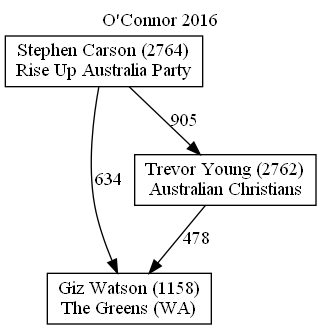 O'Connor 2016
Stephen Carson (2764)
Rise Up Australia Party
905
Trevor Young (2762)
Australian Christians
634
478
Giz Watson (1158)
The Greens (WA)